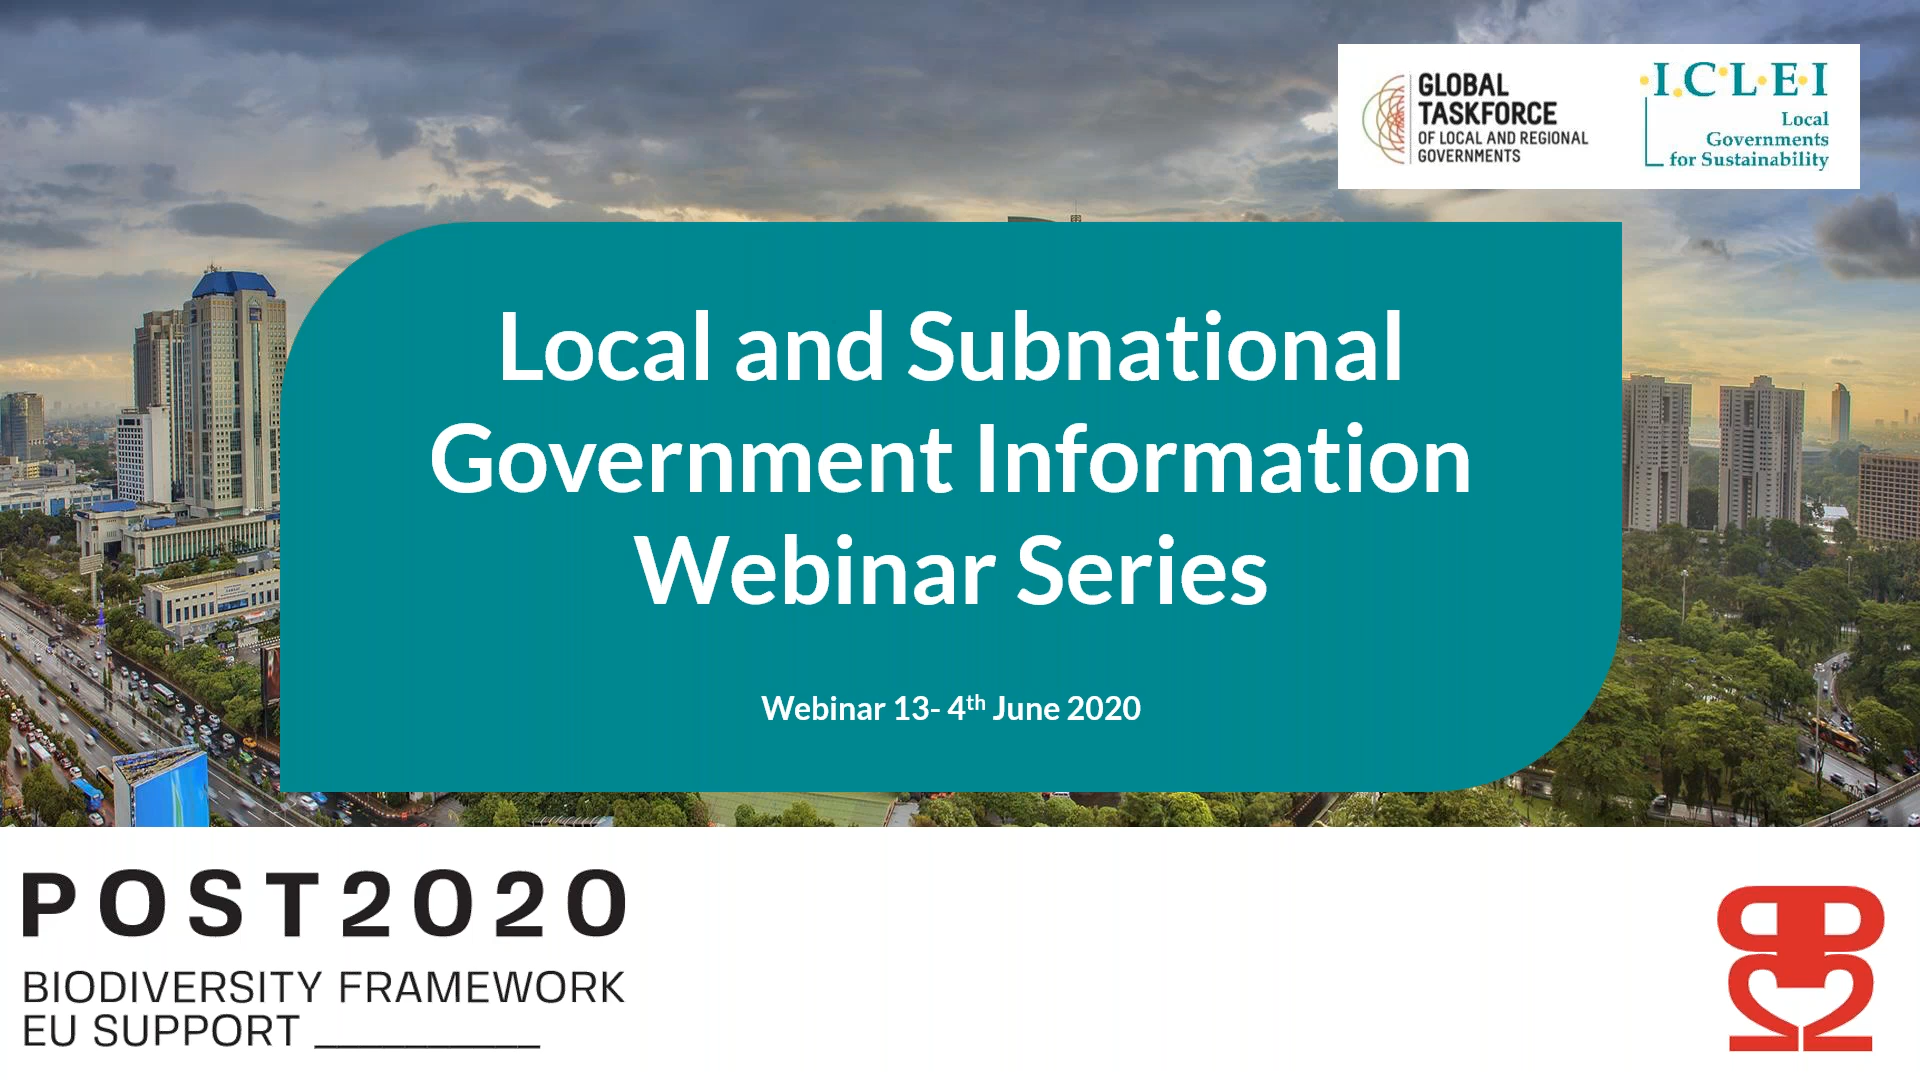 GLOBAL
TASKFORCE
OF LOCAL AND REGIONAL
GOVERNMENTS
I.C.L.E.I
Local
Governments
for Sustainability
Local and Subnational
Government Information
Webinar Series
Webinar 13- 4th June 2020
POST2020
BIODIVERSITY FRAMEWORK
EU SUPPORT __________